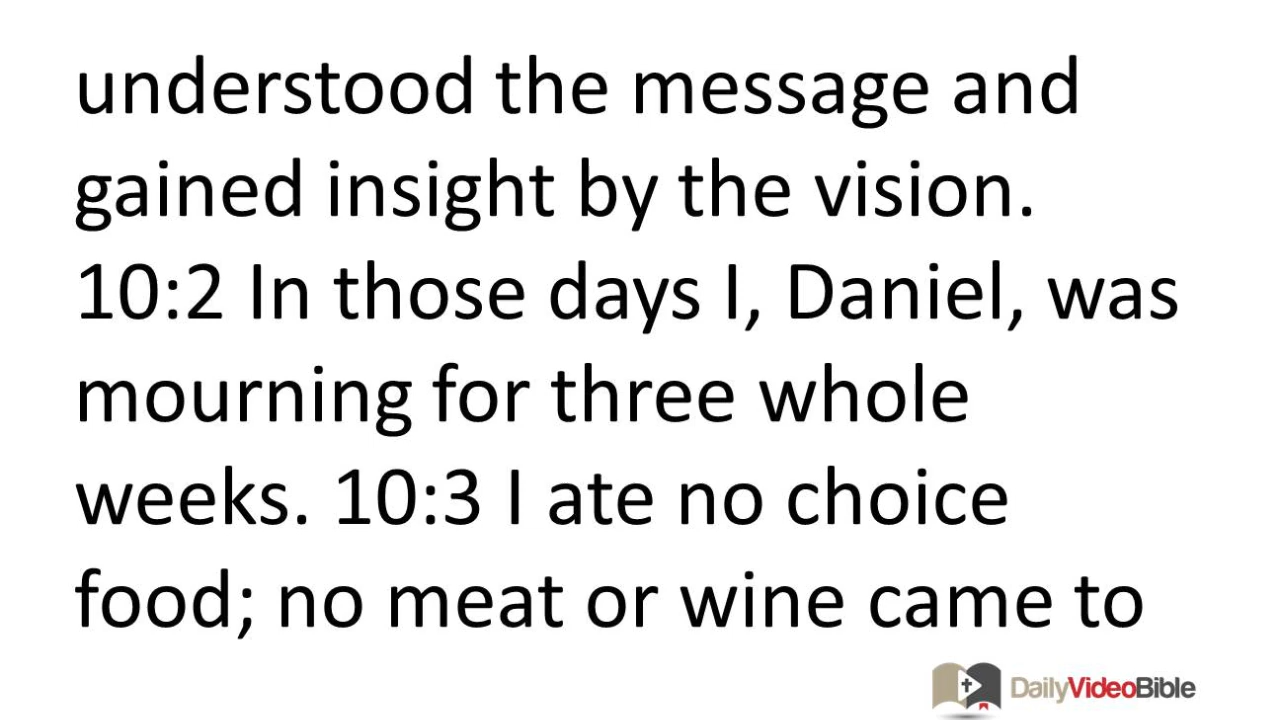 understood the message and
gained insight by the vision.
10:2 In those days I, Daniel, was
mourning for three whole
weeks. 10:3 I ate no choice
food; no meat or wine came to
DailyVideoBible